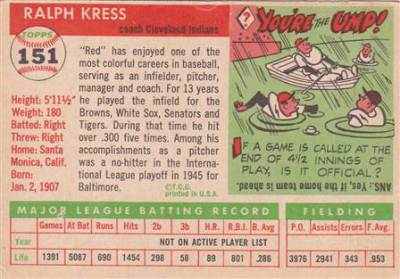 RALPH KRESS
coach Cleveland Indians
TOPPS
151
Height: 5'11½"
Weight: 180
Batted: Right
Threw: Right
Home: Santa
Monica, Calif.
Born:
Jan. 2, 1907
"Red" has enjoyed one of the
most colorful careers in baseball,
serving as an infielder, pitcher,
manager and coach. For 13 years
he played the infield for the
Browns, White Sox, Senators and
Tigers. During that time he hit
over .300 five times. Among his
accomplishments as a pitcher
was a no-hitter in the Interna-
tional League playoff in 1945 for
Baltimore.
©T.C.G.
printed in U.S.A.
?
YOU'RE THE UMP!
IF A GAME IS CALLED AT THE
END OF 4½ INNINGS OF
PLAY, IS IT OFFICIAL?
ANS. Yes if the home team is ahead.
MAJOR LEAGUE BATTING RECORD
FIELDING
Games At Bat Runs Hits 2b 3b H.R. R.B.I. B.Avg P.O. Assists Errors F.Avg.
Year NOT ON ACTIVE PLAYER LIST
Life 1391 5087 690 1454 298 58 89 801 .286 3976 2941 343 .953